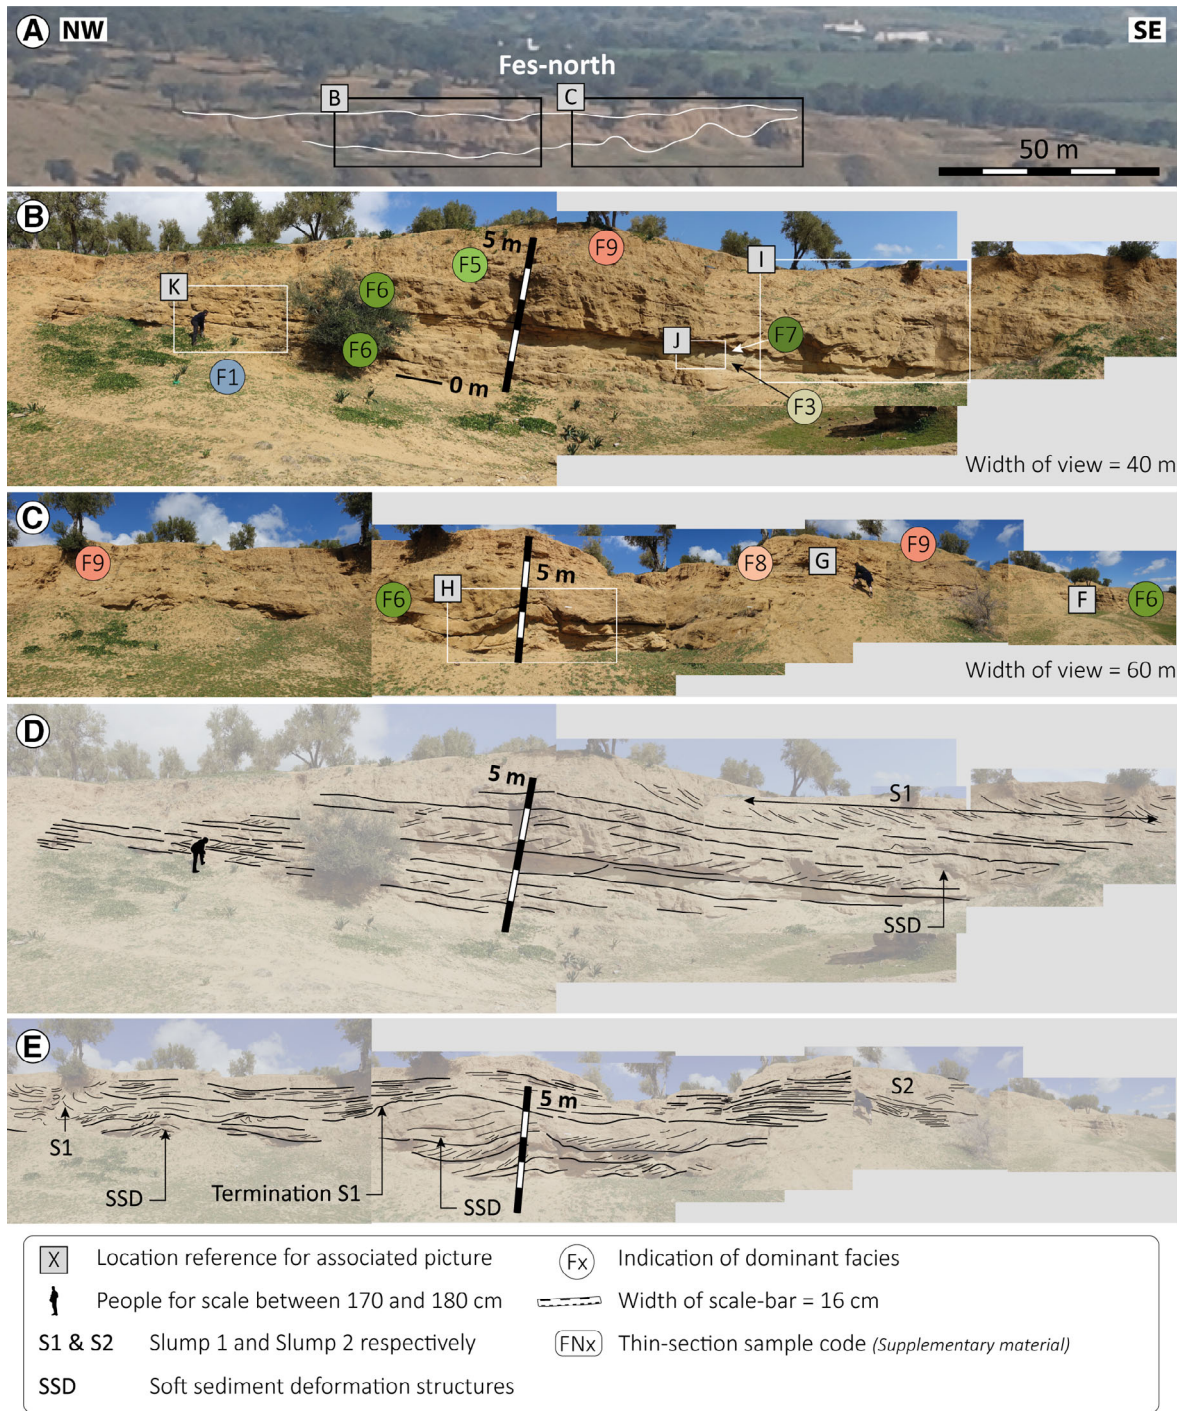 A NW
SE
Fes-north
B
C
50 m
B
5 m
F9
F5
I
K
F6
J
F7
F6
F1
0 m
F3
Width of view = 40 m
C
F9
F8
G
F9
5 m
H
F6
F
F6
Width of view = 60 m
D
5 m
S1
SSD
E
5 m
S2
S1
SSD
Termination S1
SSD
X Location reference for associated picture
Fx Indication of dominant facies
People for scale between 170 and 180 cm
Width of scale-bar = 16 cm
S1 & S2 Slump 1 and Slump 2 respectively
FNx Thin-section sample code (Supplementary material)
SSD Soft sediment deformation structures